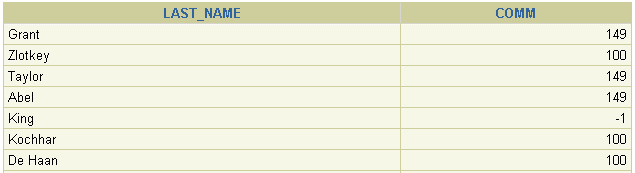 LAST_NAME COMM
Grant 149
Zlotkey 100
Taylor 149
Abel 149
King -1
Kochhar 100
De Haan 100